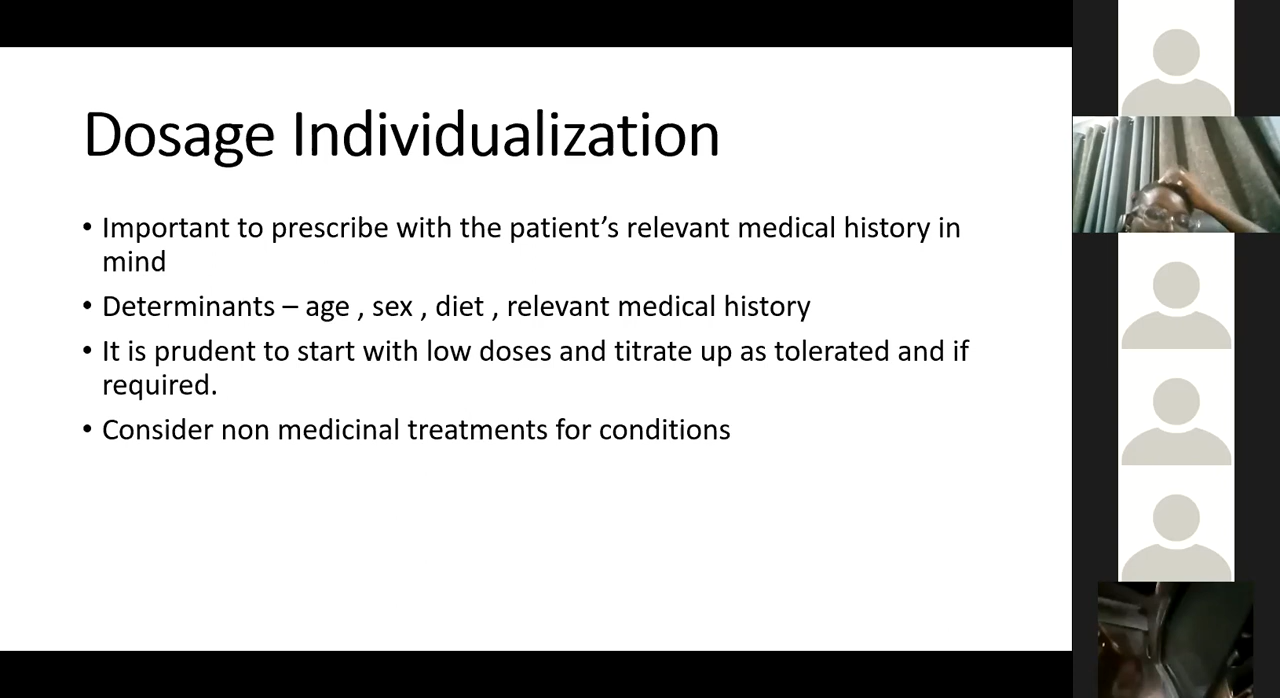 Dosage Individualization
• Important to prescribe with the patient’s relevant medical history in
mind
• Determinants – age , sex , diet , relevant medical history
• It is prudent to start with low doses and titrate up as tolerated and if
required.
• Consider non medicinal treatments for conditions